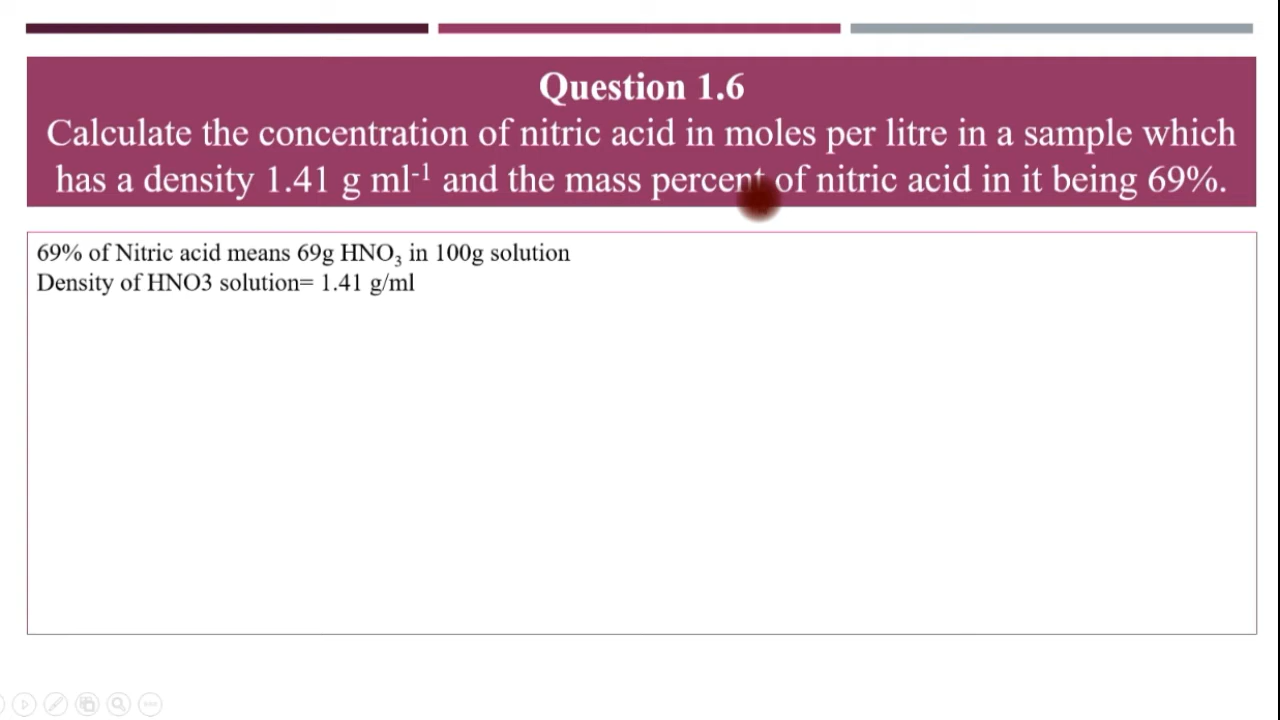 Question 1.6
Calculate the concentration of nitric acid in moles per litre in a sample which
has a density 1.41 g ml⁻¹ and the mass percent of nitric acid in it being 69%.
69% of Nitric acid means 69g HNO₃ in 100g solution
Density of HNO3 solution= 1.41 g/ml